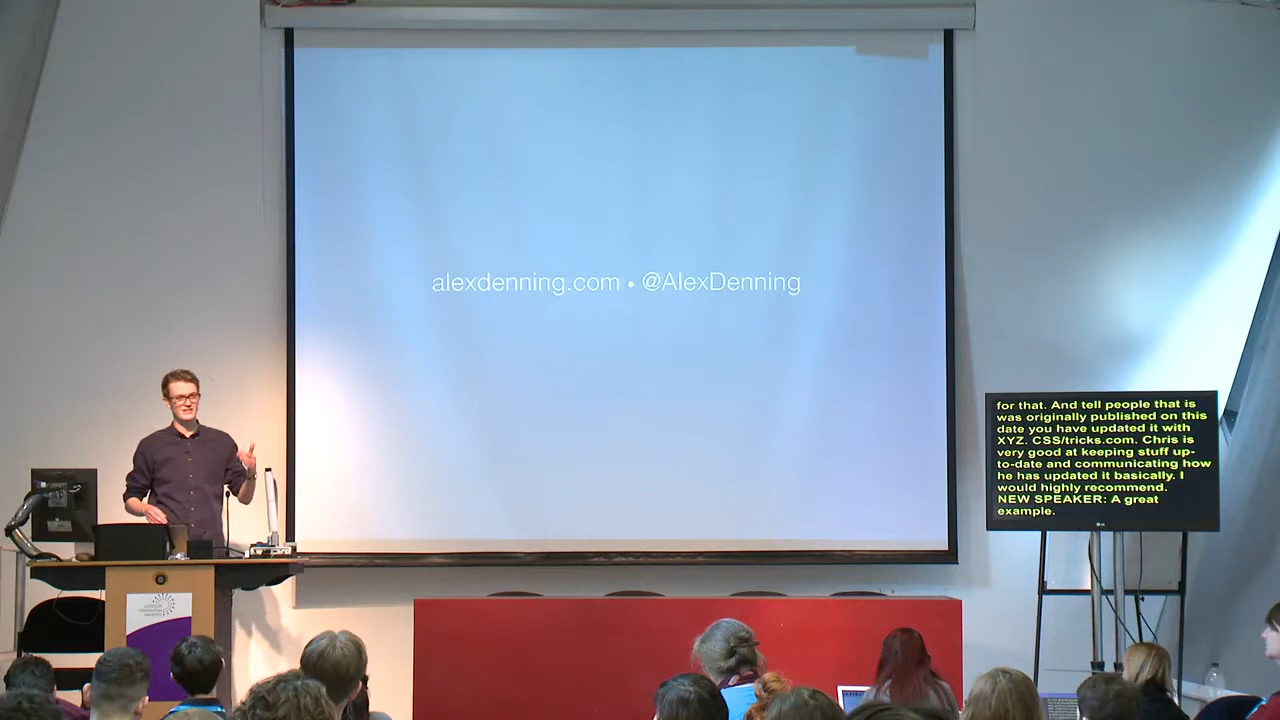 alexdenning.com • @AlexDenning
for that. And tell people that is
was originally published on this
date you have updated it with
XYZ. CSS/tricks.com. Chris is
very good at keeping stuff up-
to-date and communicating how
he has updated it basically. I
would highly recommend.
NEW SPEAKER: A great
example.
LG